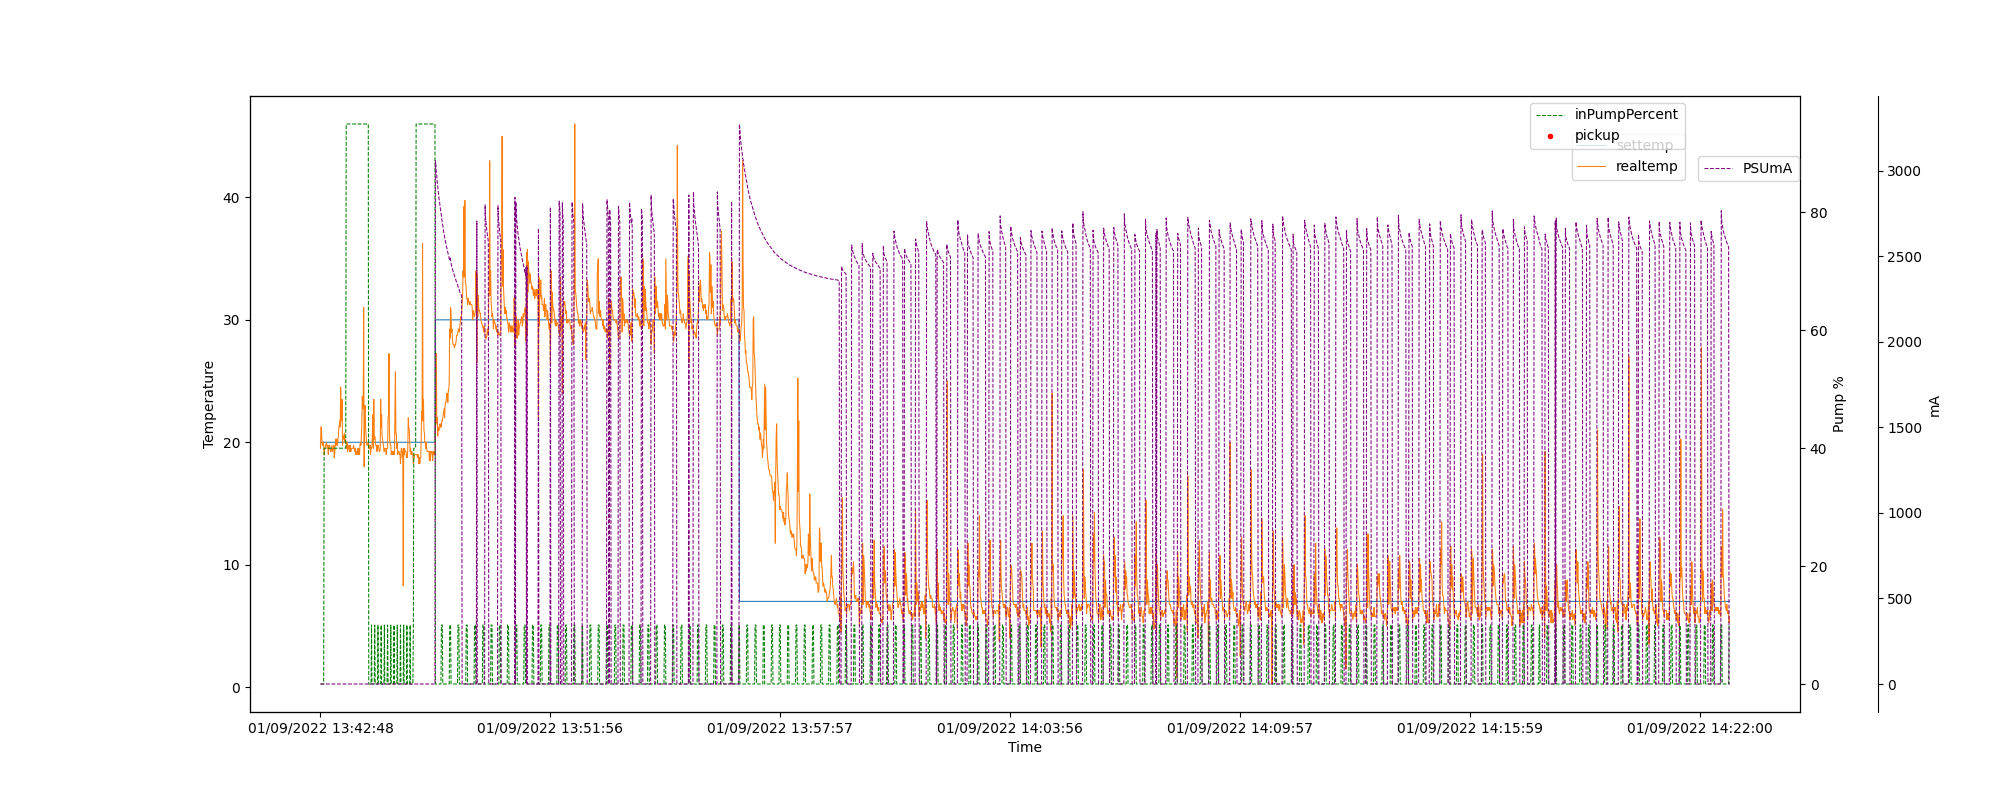 inPumpPercent
pickup
settemp
realtemp
PSUmA
40
30
20
10
0
Temperature
80
60
40
20
0
Pump %
3000
2500
2000
1500
1000
500
0
mA
01/09/2022 13:42:48
01/09/2022 13:51:56
01/09/2022 13:57:57
01/09/2022 14:03:56
01/09/2022 14:09:57
01/09/2022 14:15:59
01/09/2022 14:22:00
Time